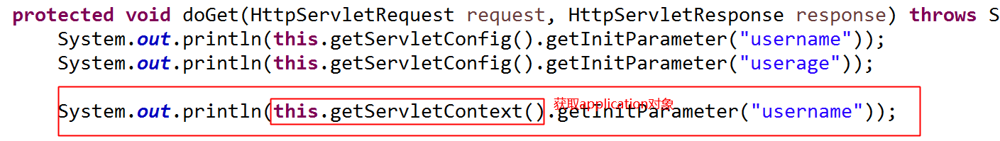 protected void doGet(HttpServletRequest request, HttpServletResponse response) throws S
System.out.println(this.getServletConfig().getInitParameter("username"));
System.out.println(this.getServletConfig().getInitParameter("userage"));
获取application对象
System.out.println(this.getServletContext().getInitParameter("username"));